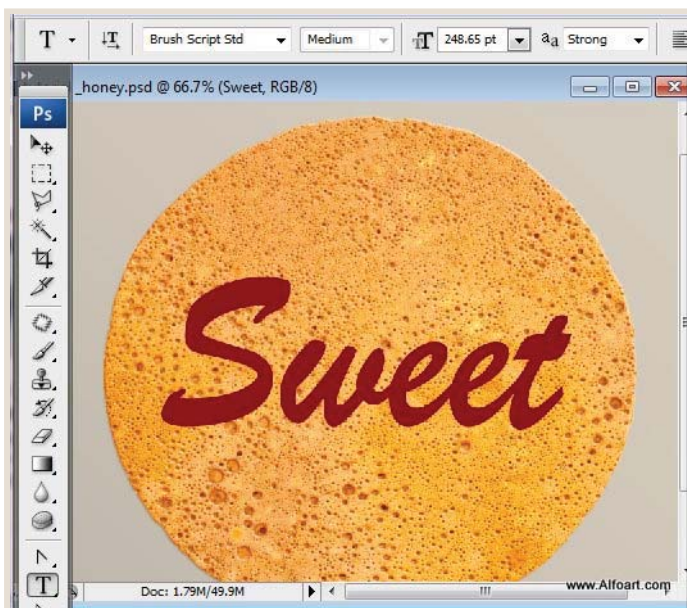 T Brush Script Std Medium T 248.65 pt aa Strong
_honey.psd @ 66.7% (Sweet, RGB/8)
Ps
Sweet
T
Doc: 1.79M/49.9M
www.Alfoart.com